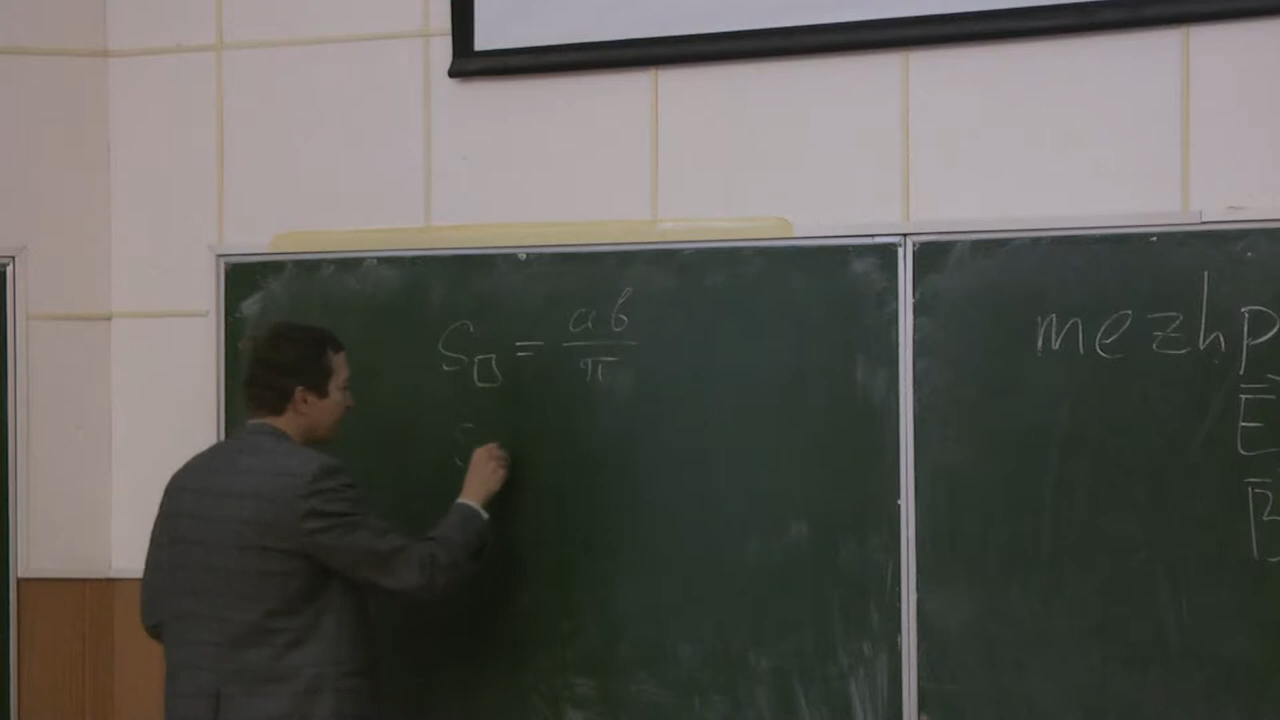 S▯ = ab/π
S
mezhp
E
B